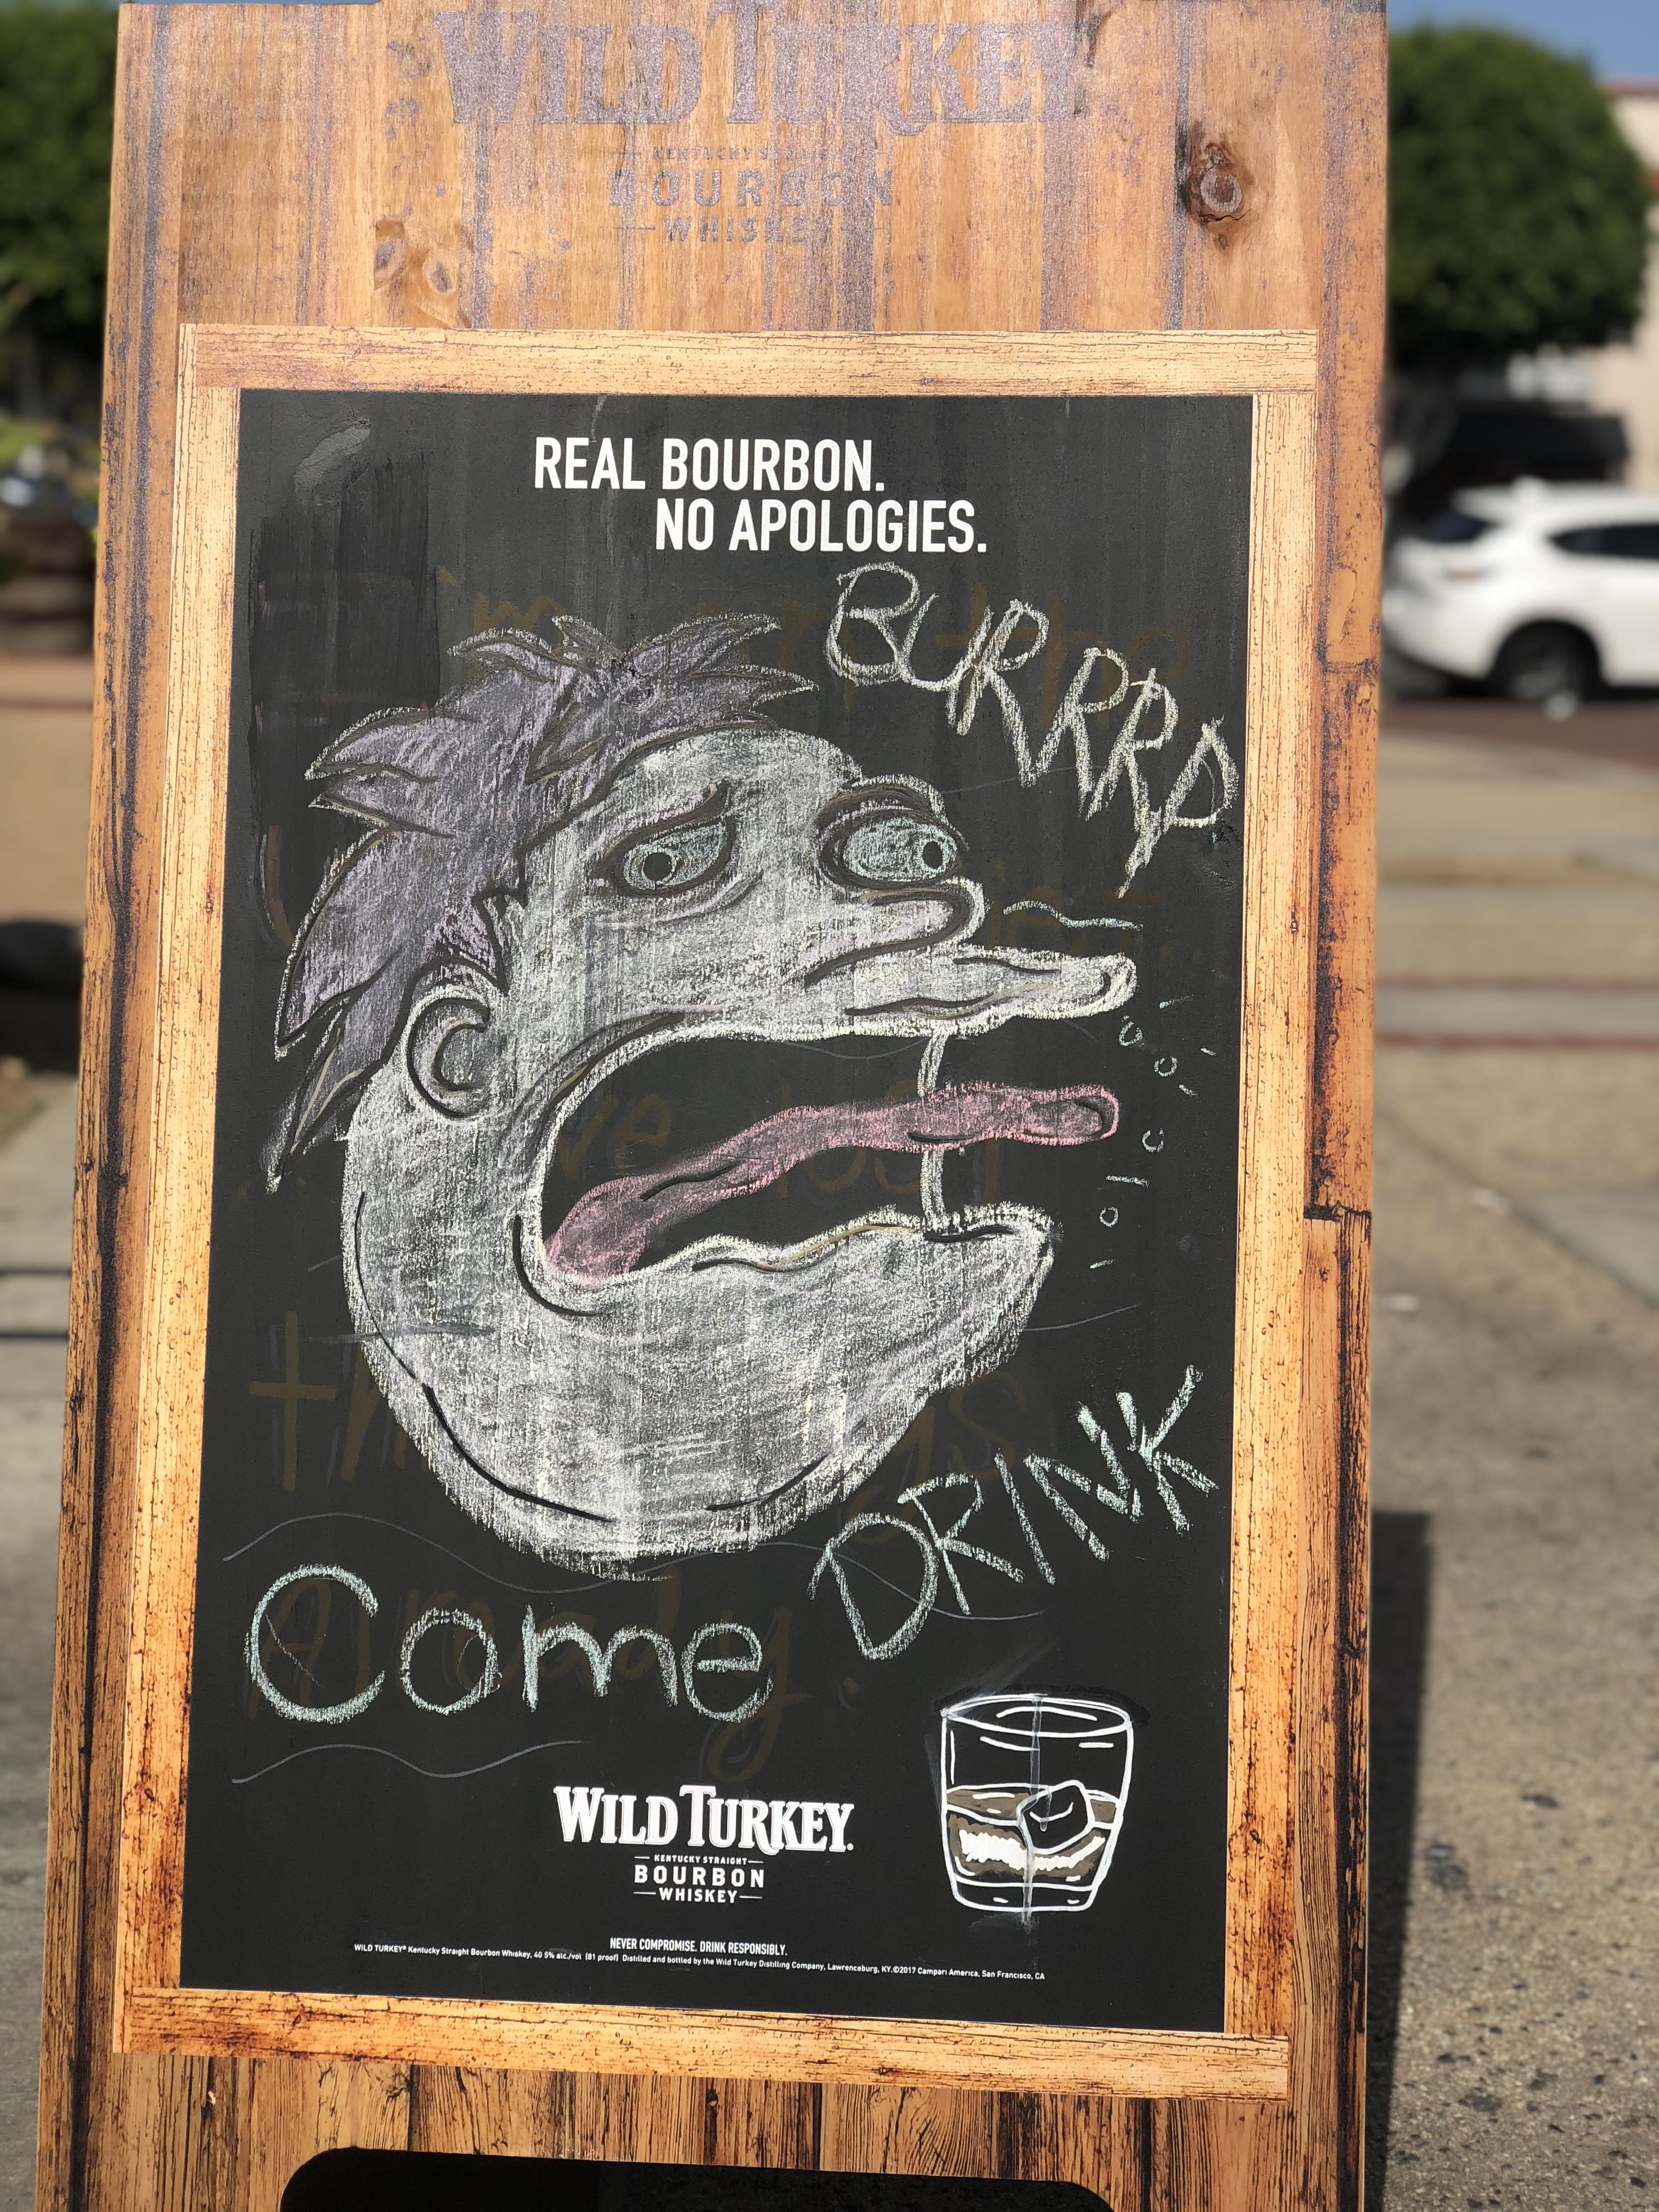 WILD TURKEY
KENTUCKY STRAIGHT
BOURBON
WHISKEY
REAL BOURBON.
NO APOLOGIES.
BURRRP
Come DRINK
WILD TURKEY.
KENTUCKY STRAIGHT
BOURBON
WHISKEY
NEVER COMPROMISE. DRINK RESPONSIBLY.
WILD TURKEY® Kentucky Straight Bourbon Whiskey, 40.5% alc./vol. (81 proof). Distilled and bottled by the Wild Turkey Distilling Company, Lawrenceburg, KY.©2017 Campari America, San Francisco, CA